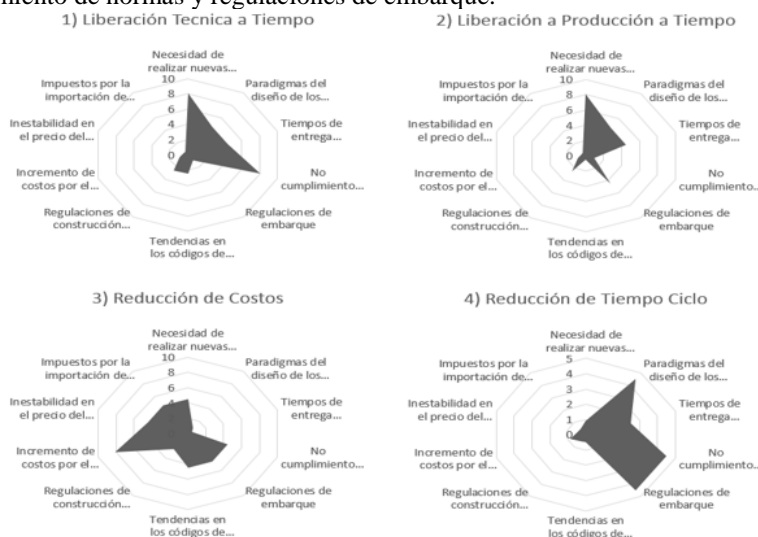 miento de normas y regulaciones de embarque.
1) Liberación Tecnica a Tiempo
Necesidad de
realizar nuevas...
Paradigmas del
diseño de los...
Tiempos de
entrega...
No
cumplimiento...
Regulaciones de
embarque
Tendencias en
los códigos de...
Regulaciones de
construcción...
Incremento de
costos por el...
Inestabilidad en
el precio del...
Impuestos por la
importación de...
10
8
6
4
2
0
2) Liberación a Producción a Tiempo
Necesidad de
realizar nuevas...
Paradigmas del
diseño de los...
Tiempos de
entrega...
No
cumplimiento...
Regulaciones de
embarque
Tendencias en
los códigos de...
Regulaciones de
construcción...
Incremento de
costos por el...
Inestabilidad en
el precio del...
Impuestos por la
importación de...
10
8
6
4
2
0
3) Reducción de Costos
Necesidad de
realizar nuevas...
Paradigmas del
diseño de los...
Tiempos de
entrega...
No
cumplimiento...
Regulaciones de
embarque
Tendencias en
los códigos de...
Regulaciones de
construcción...
Incremento de
costos por el...
Inestabilidad en
el precio del...
Impuestos por la
importación de...
10
8
6
0
4) Reducción de Tiempo Ciclo
Necesidad de
realizar nuevas...
Paradigmas del
diseño de los...
Tiempos de
entrega...
No
cumplimiento...
Regulaciones de
embarque
Tendencias en
los códigos de...
Regulaciones de
construcción...
Incremento de
costos por el...
Inestabilidad en
el precio del...
Impuestos por la
importación de...
5
4
3
2
1
0